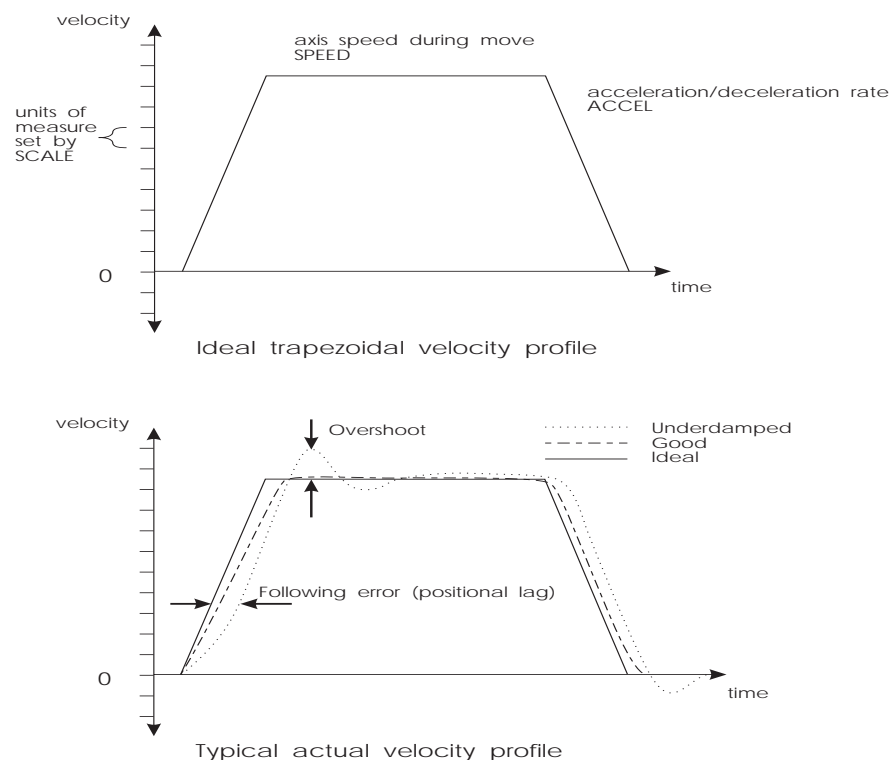 velocity
axis speed during move
SPEED
acceleration/deceleration rate
ACCEL
units of
measure
set by
SCALE
0
time
Ideal trapezoidal velocity profile
velocity
Overshoot
Underdamped
Good
Ideal
Following error (positional lag)
0
time
Typical actual velocity profile